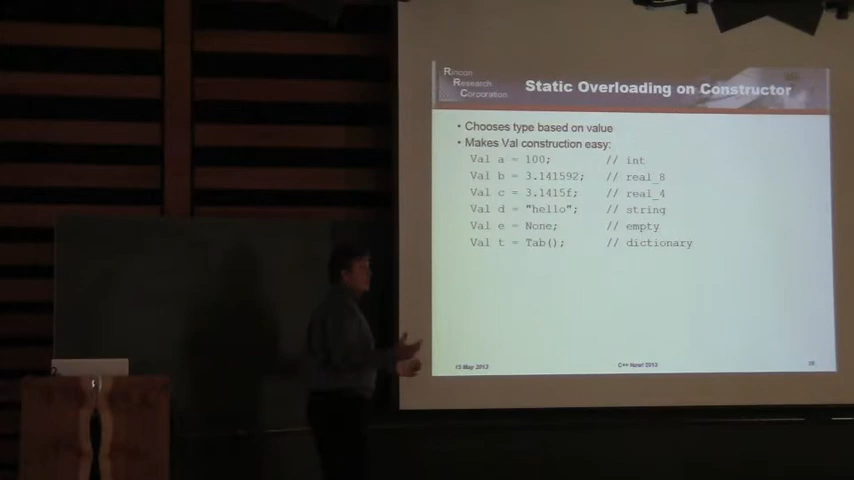 Rincon
Research
Corporation
Static Overloading on Constructor
• Chooses type based on value
• Makes Val construction easy:
Val a = 100; // int
Val b = 3.141592; // real_8
Val c = 3.1415f; // real_4
Val d = "hello"; // string
Val e = None; // empty
Val t = Tab(); // dictionary
15 May 2013
C++ Now! 2013